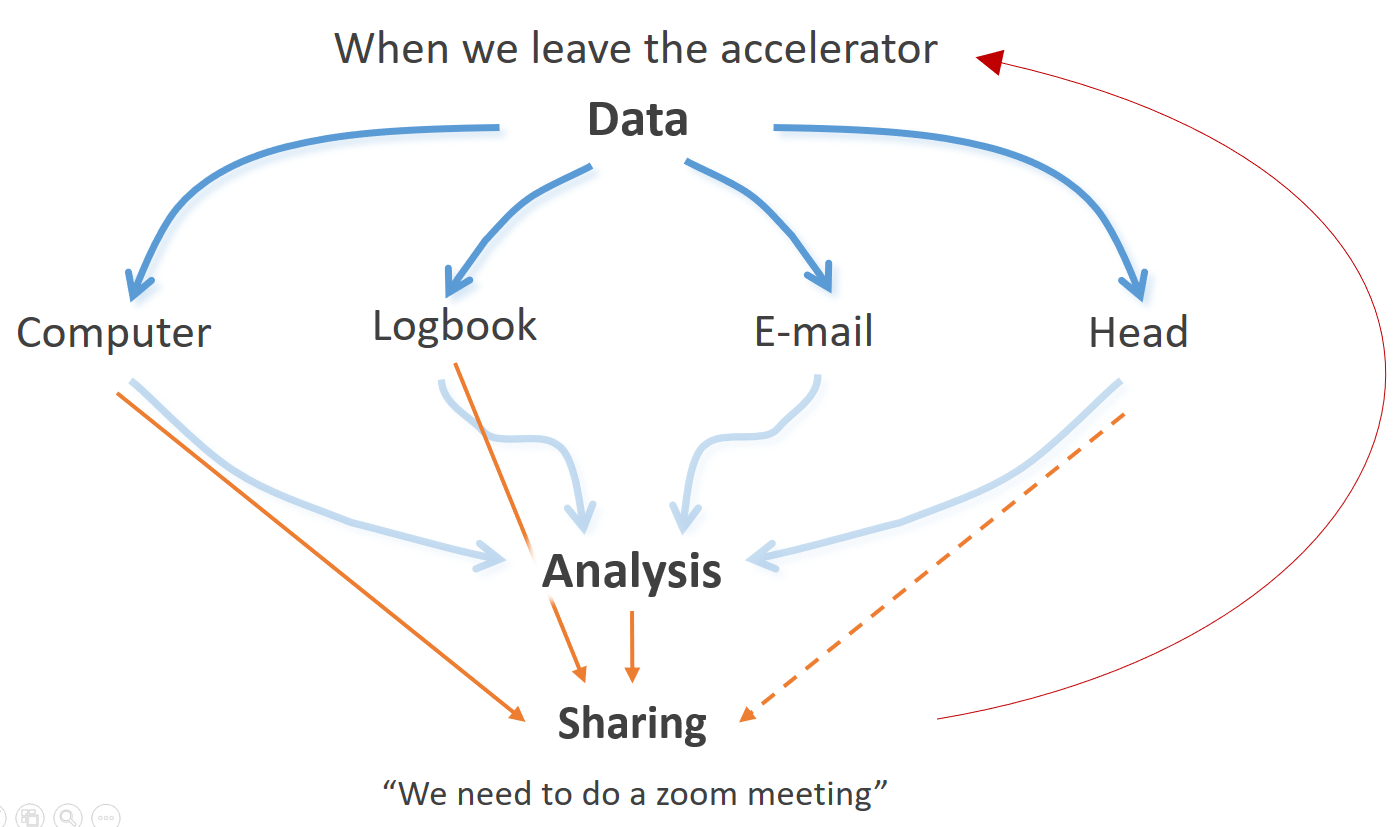 When we leave the accelerator
Data
Computer
Logbook
E-mail
Head
Analysis
Sharing
“We need to do a zoom meeting”